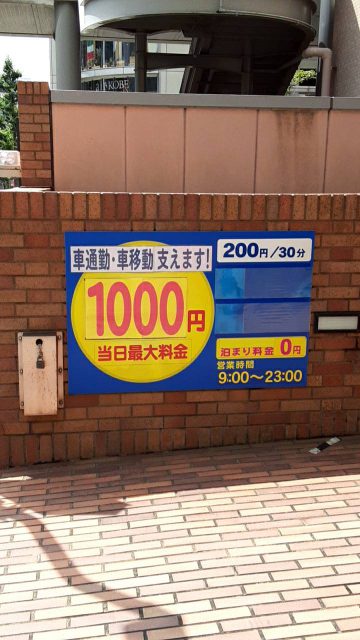 KOBE
車通勤・車移動 支えます!
1000円
当日最大料金
200円/30分
泊まり料金 0円
営業時間
9:00〜23:00